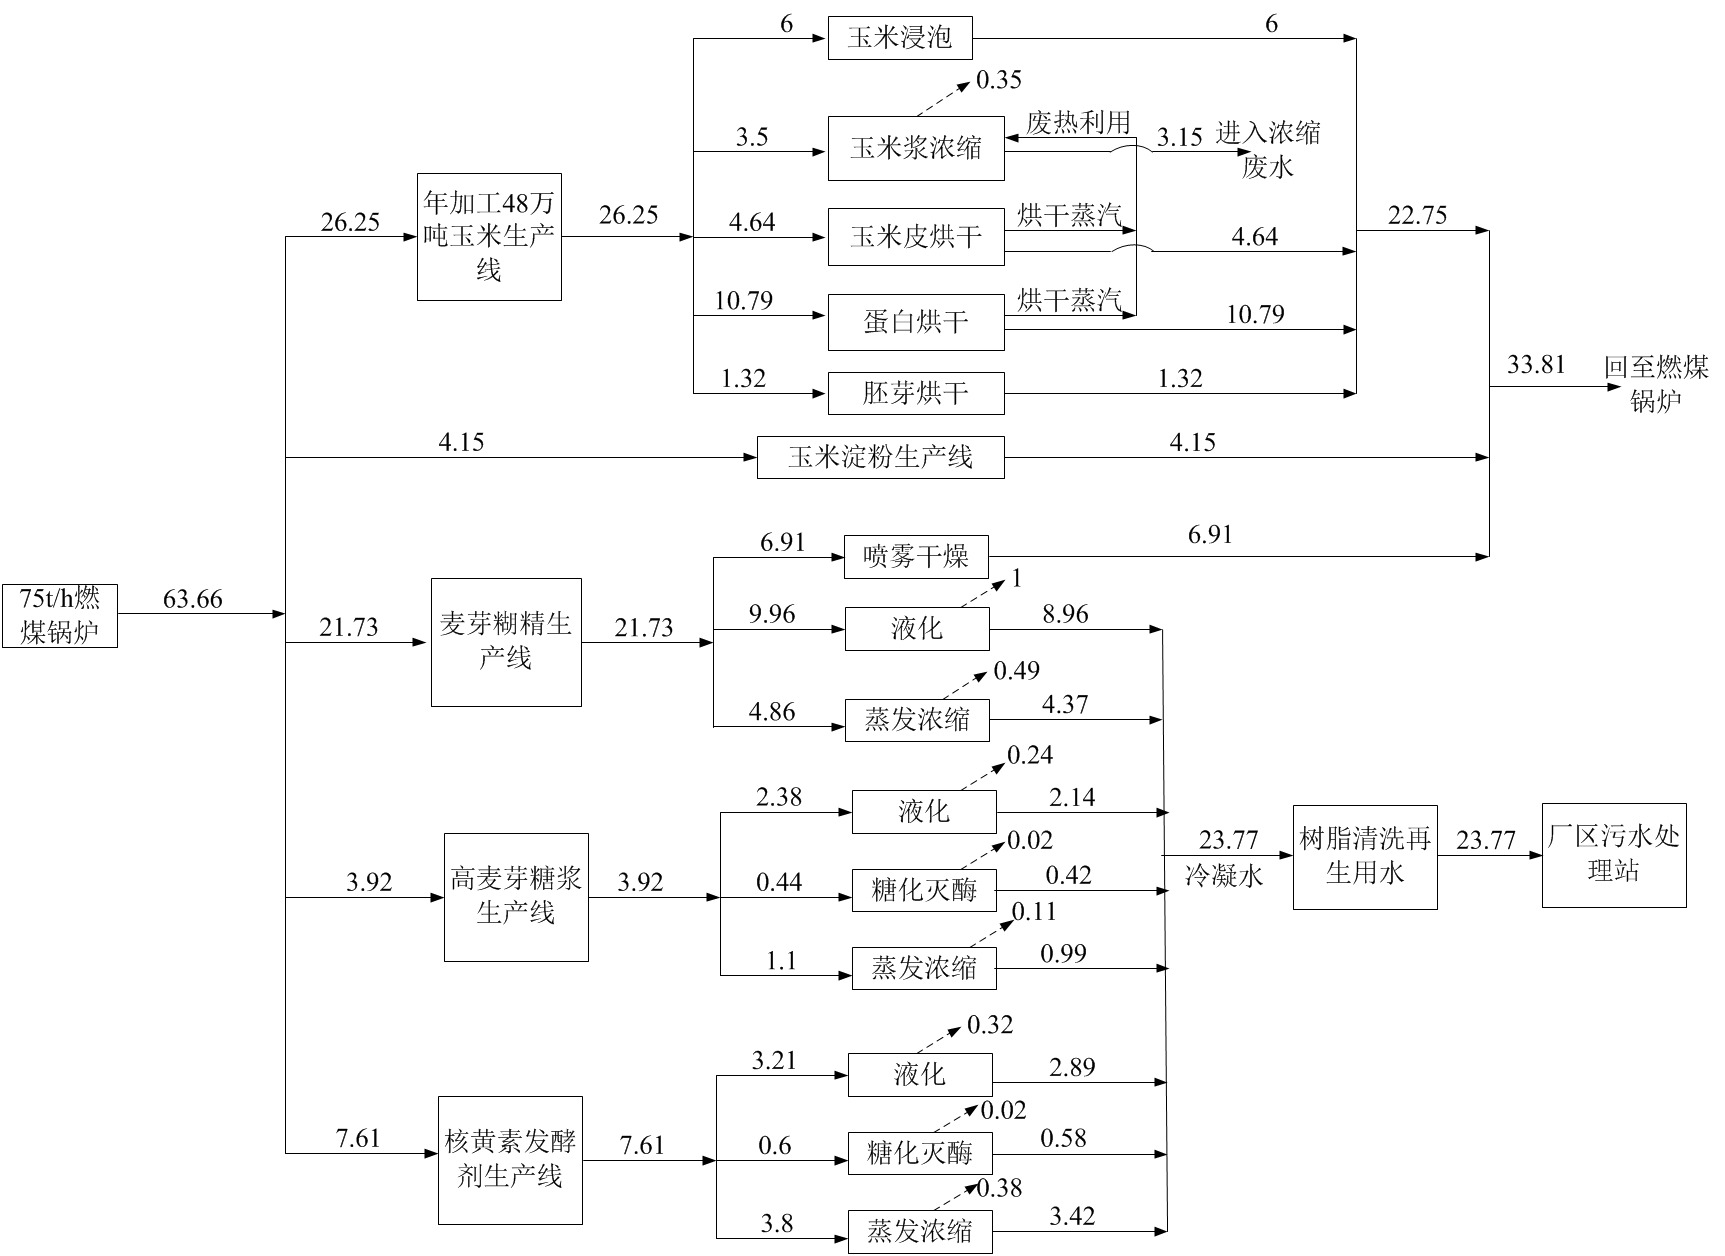 6
玉米浸泡
6
0.35
废热利用
3.5
玉米浆浓缩
3.15
进入浓缩
废水
年加工48万
吨玉米生产
线
26.25
26.25
4.64
玉米皮烘干
烘干蒸汽
4.64
22.75
10.79
蛋白烘干
烘干蒸汽
10.79
1.32
胚芽烘干
1.32
33.81
回至燃煤
锅炉
4.15
玉米淀粉生产线
4.15
6.91
喷雾干燥
6.91
75t/h燃
煤锅炉
63.66
21.73
麦芽糊精生
产线
21.73
9.96
液化
1
8.96
0.49
4.86
蒸发浓缩
4.37
0.24
2.38
液化
2.14
3.92
高麦芽糖浆
生产线
3.92
0.02
0.44
糖化灭酶
0.42
0.11
1.1
蒸发浓缩
0.99
23.77
冷凝水
树脂清洗再
生用水
23.77
厂区污水处
理站
0.32
3.21
液化
2.89
7.61
核黄素发酵
剂生产线
7.61
0.02
0.6
糖化灭酶
0.58
0.38
3.8
蒸发浓缩
3.42